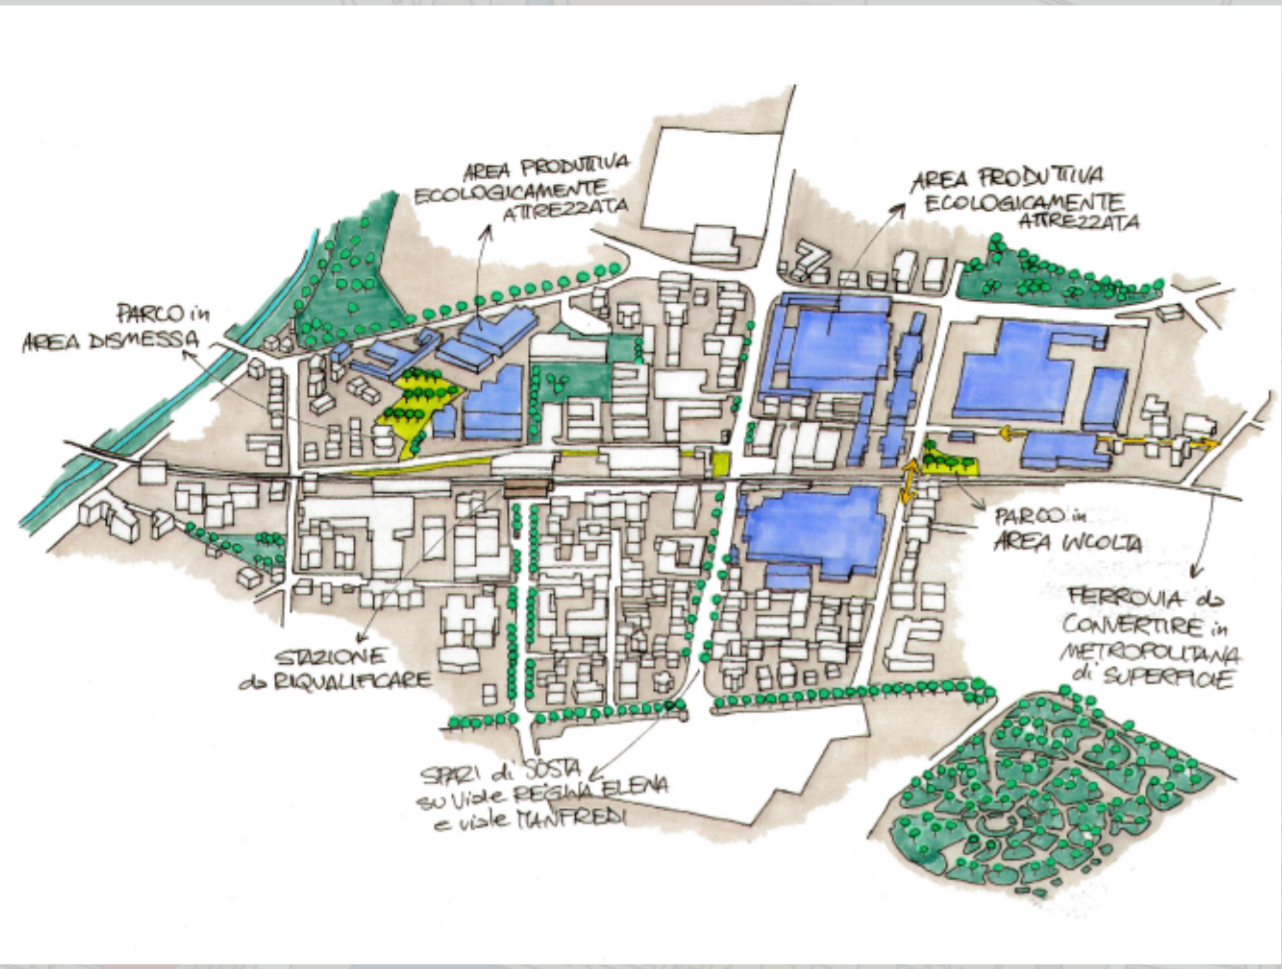 AREA PRODUTTIVA
ECOLOGICAMENTE
ATTREZZATA
AREA PRODUTTIVA
ECOLOGICAMENTE
ATTREZZATA
PARCO in
AREA DISMESSA
PARCO in
AREA INCOLTA
FERROVIA da
CONVERTIRE in
METROPOLITANA
di SUPERFICIE
STAZIONE
da RIQUALIFICARE
SPAZI di SOSTA
su Viale REGINA ELENA
e viale MANFREDI